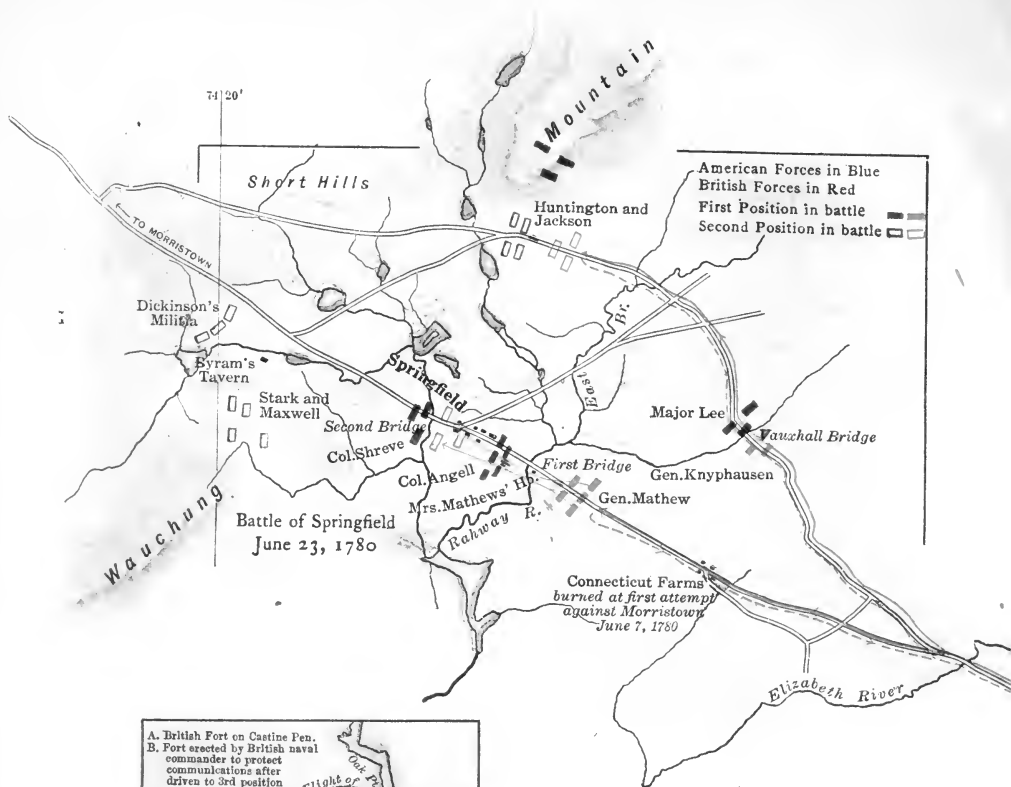 74 20'
Mountain
Short Hills
American Forces in Blue
British Forces in Red
First Position in battle
Second Position in battle
Huntington and
Jackson
TO MORRISTOWN
Dickinson's
Militia
Byram's
Tavern
Springfield
East Br.
Stark and
Maxwell
Second Bridge
Major Lee
Vauxhall Bridge
Col. Shreve
Col. Angell
First Bridge
Gen. Knyphausen
Mrs. Mathews' Ho.
Gen. Mathew
Rahway R.
Wauchung
Battle of Springfield
June 23, 1780
Connecticut Farms
burned at first attempt
against Morristown
June 7, 1780
Elizabeth River
A. British Fort on Castine Pen.
B. Fort erected by British naval
commander to protect
communications after
driven to 3rd position
Oak
light of